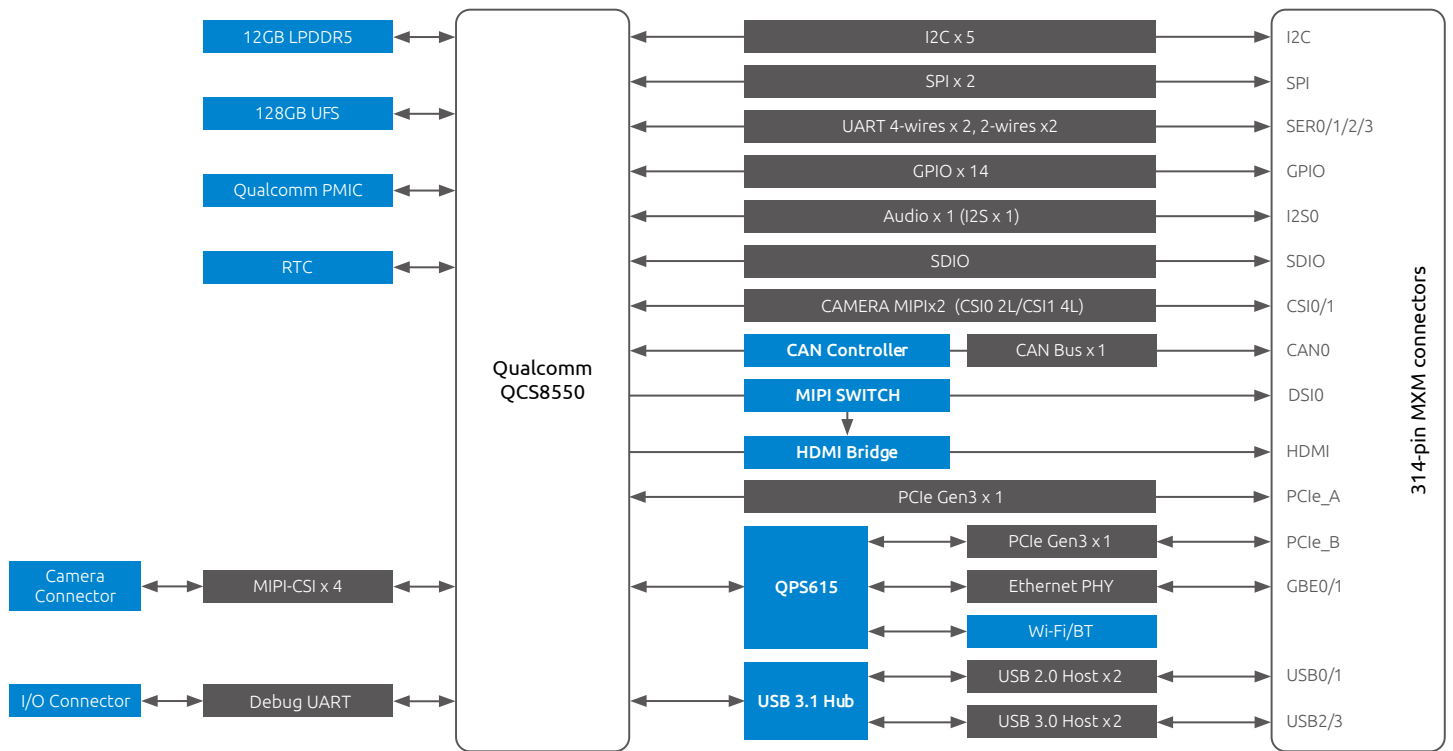 12GB LPDDR5
128GB UFS
Qualcomm PMIC
RTC
Camera
Connector
MIPI-CSI x 4
I/O Connector
Debug UART
Qualcomm
QCS8550
I2C x 5
I2C
SPI x 2
SPI
UART 4-wires x 2, 2-wires x2
SER0/1/2/3
GPIO x 14
GPIO
Audio x 1 (I2S x 1)
I2S0
SDIO
SDIO
CAMERA MIPIx2 (CSI0 2L/CSI1 4L)
CSI0/1
CAN Controller
CAN Bus x 1
CAN0
MIPI SWITCH
DSI0
HDMI Bridge
HDMI
PCIe Gen3 x 1
PCIe_A
QPS615
PCIe Gen3 x 1
PCIe_B
Ethernet PHY
GBE0/1
Wi-Fi/BT
USB 3.1 Hub
USB 2.0 Host x2
USB0/1
USB 3.0 Host x2
USB2/3
314-pin MXM connectors